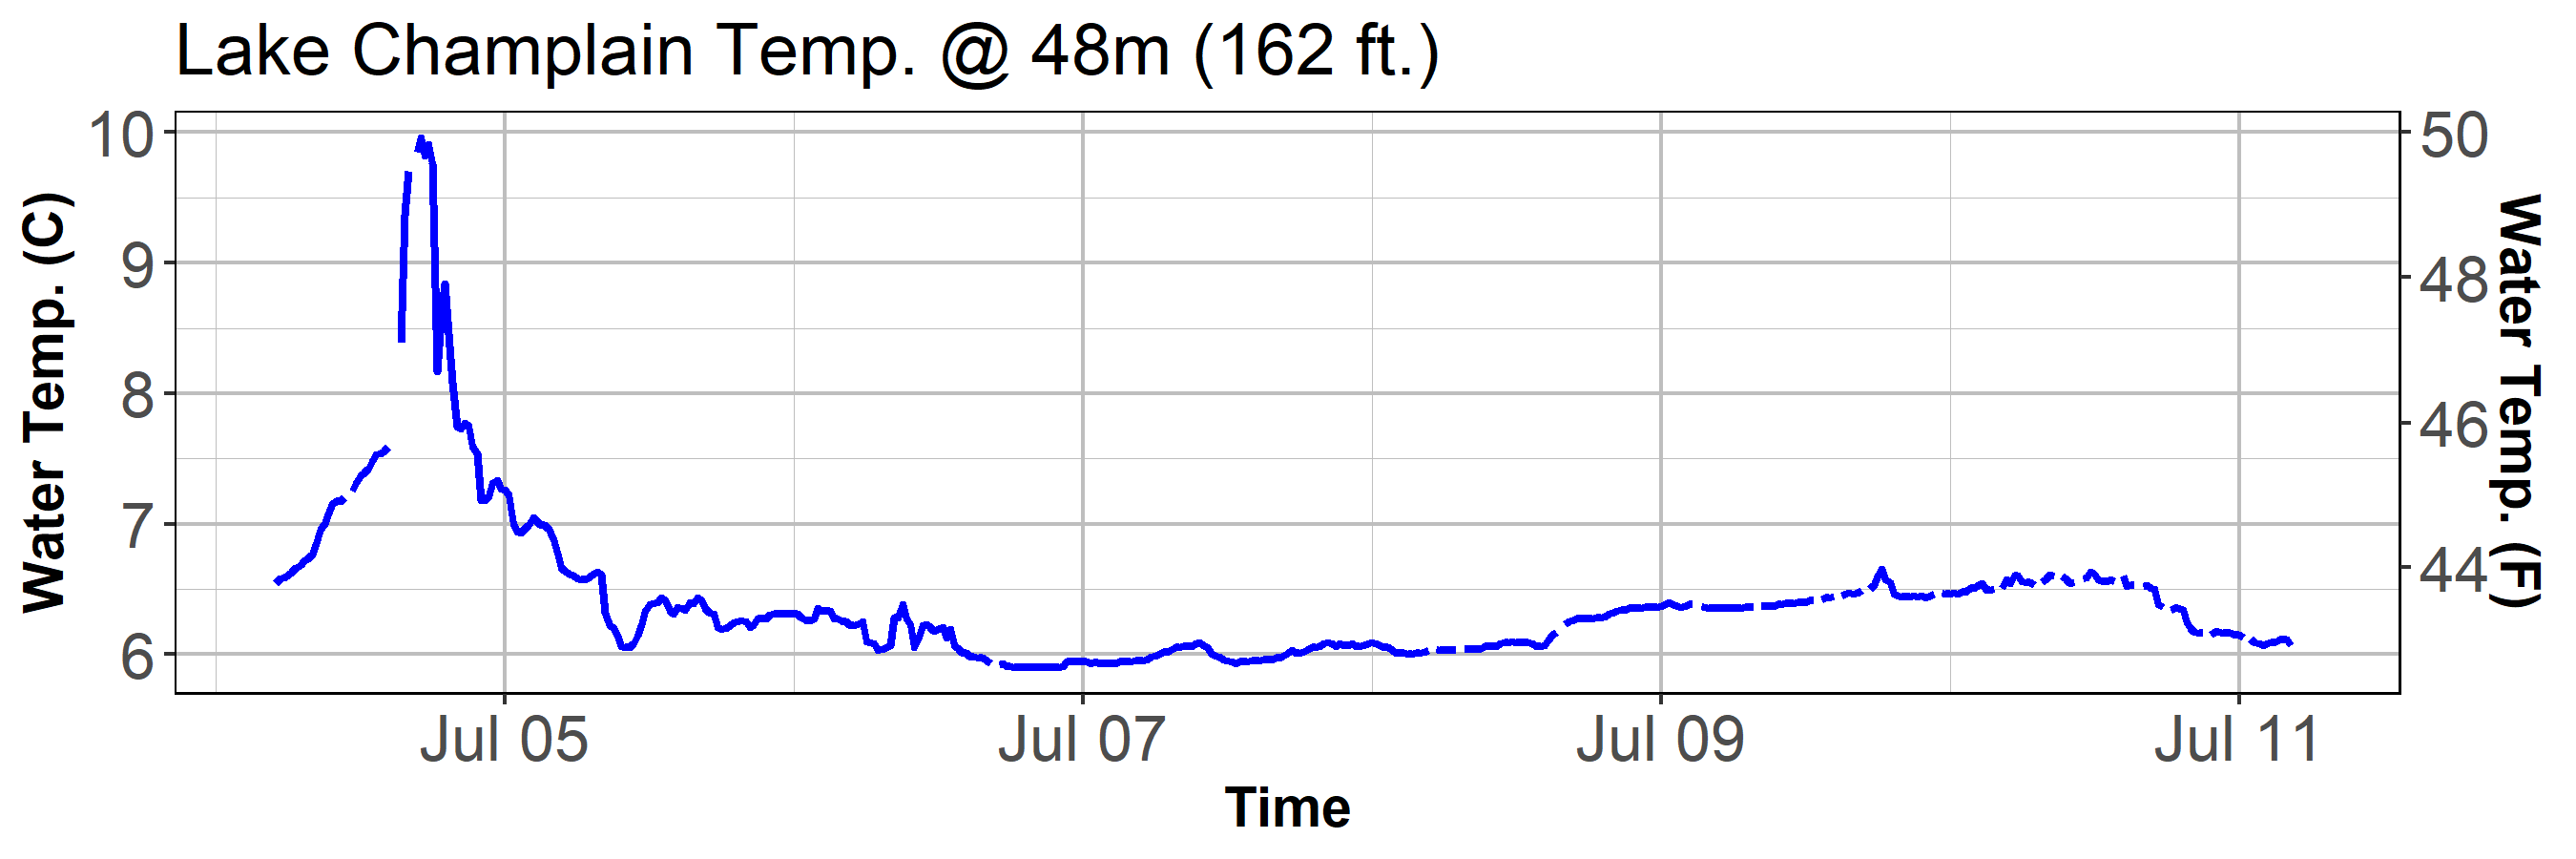 Lake Champlain Temp. @ 48m (162 ft.)
Water Temp. (C)
10
9
8
7
6
50
48
46
44
Water Temp. (F)
Jul 05 Jul 07 Jul 09 Jul 11
Time